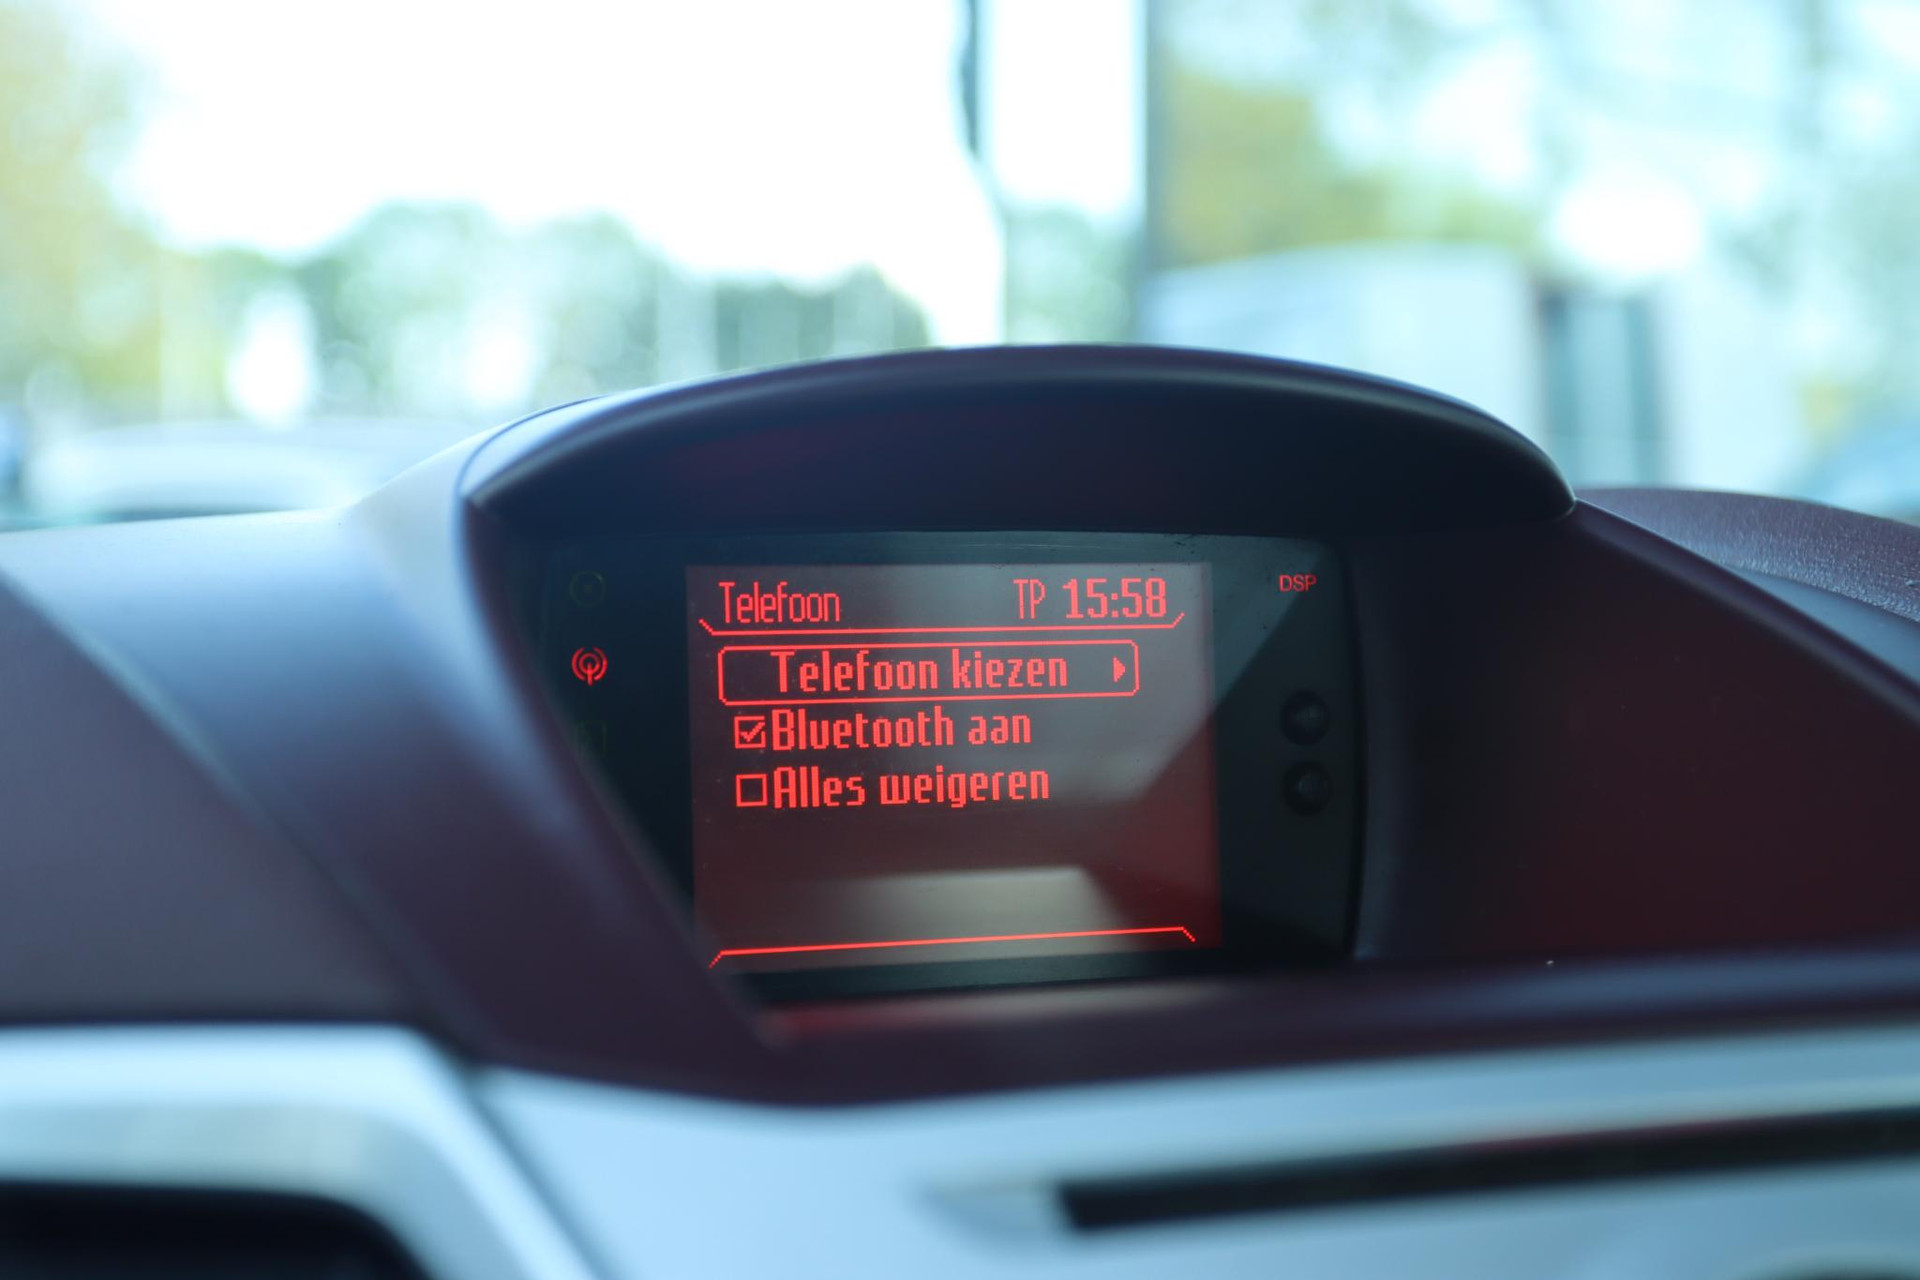 Telefoon TP 15:58
DSP
Telefoon kiezen
Bluetooth aan
Alles weigeren